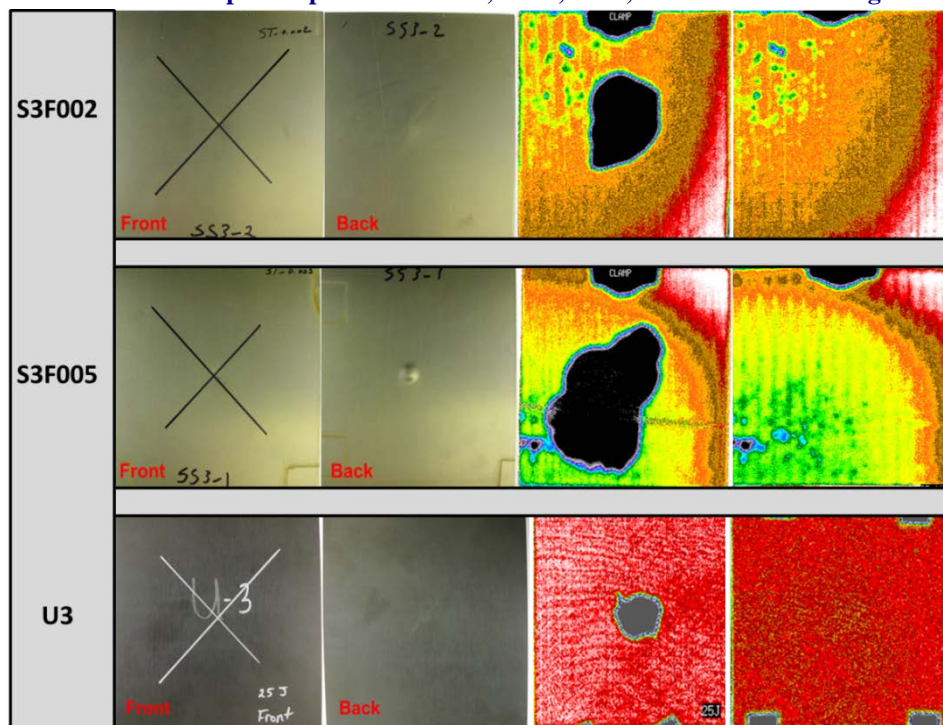 S3F002
ST-0.002
SS3-2
Front
SS3-2
Back
CLAMP
S3F005
SS3-1
Front
SS3-1
Back
CLAMP
U3
U-3
25J
Front
Front
Back
25J